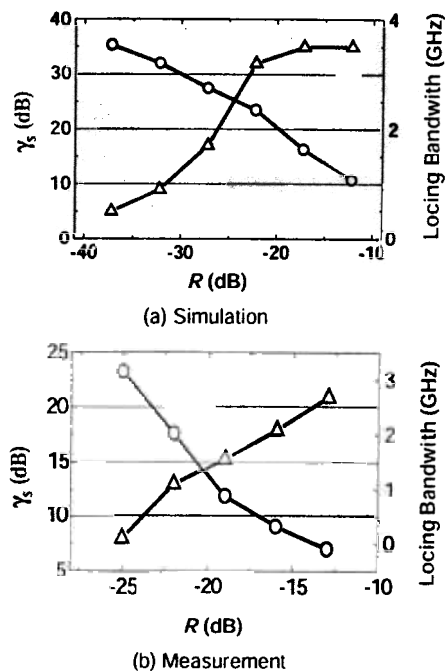 40
30
20
10
0
γs (dB)
4
2
0
Locing Bandwith (GHz)
-40 -30 -20 -10
R (dB)
(a) Simulation
25
20
15
10
5
γs (dB)
3
2
1
0
Locing Bandwith (GHz)
-25 -20 -15 -10
R (dB)
(b) Measurement